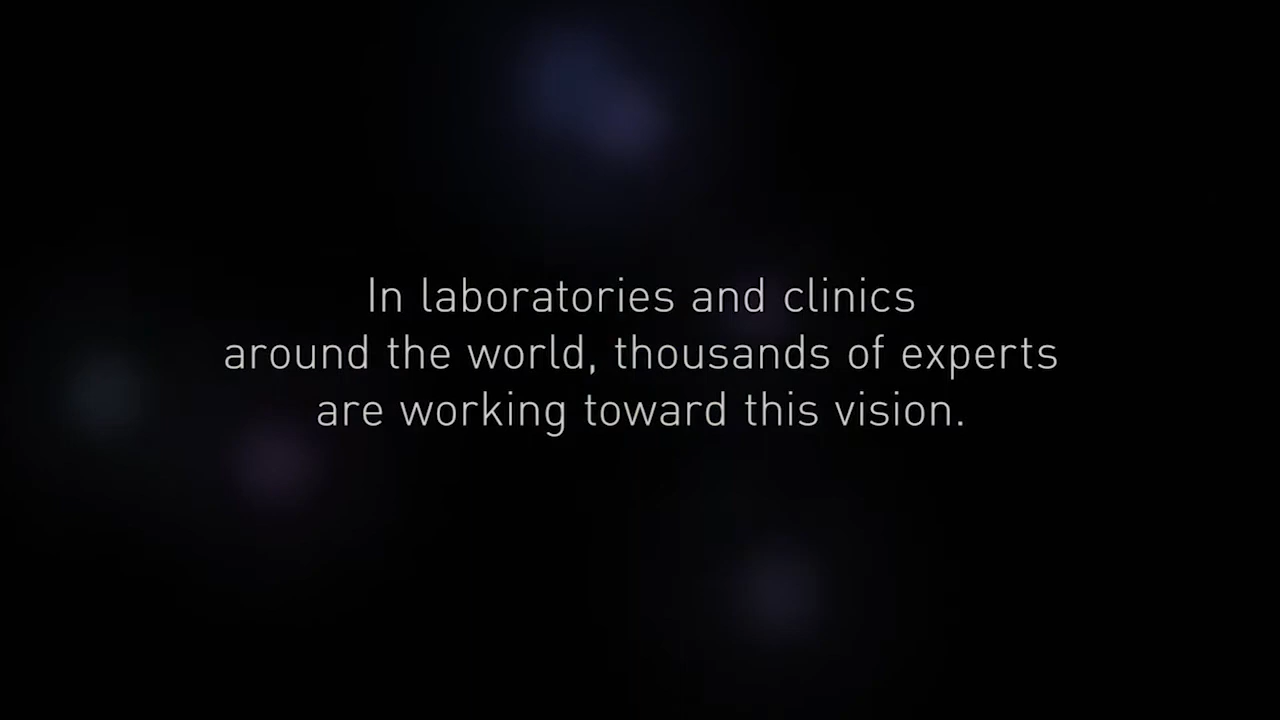 In laboratories and clinics
around the world, thousands of experts
are working toward this vision.